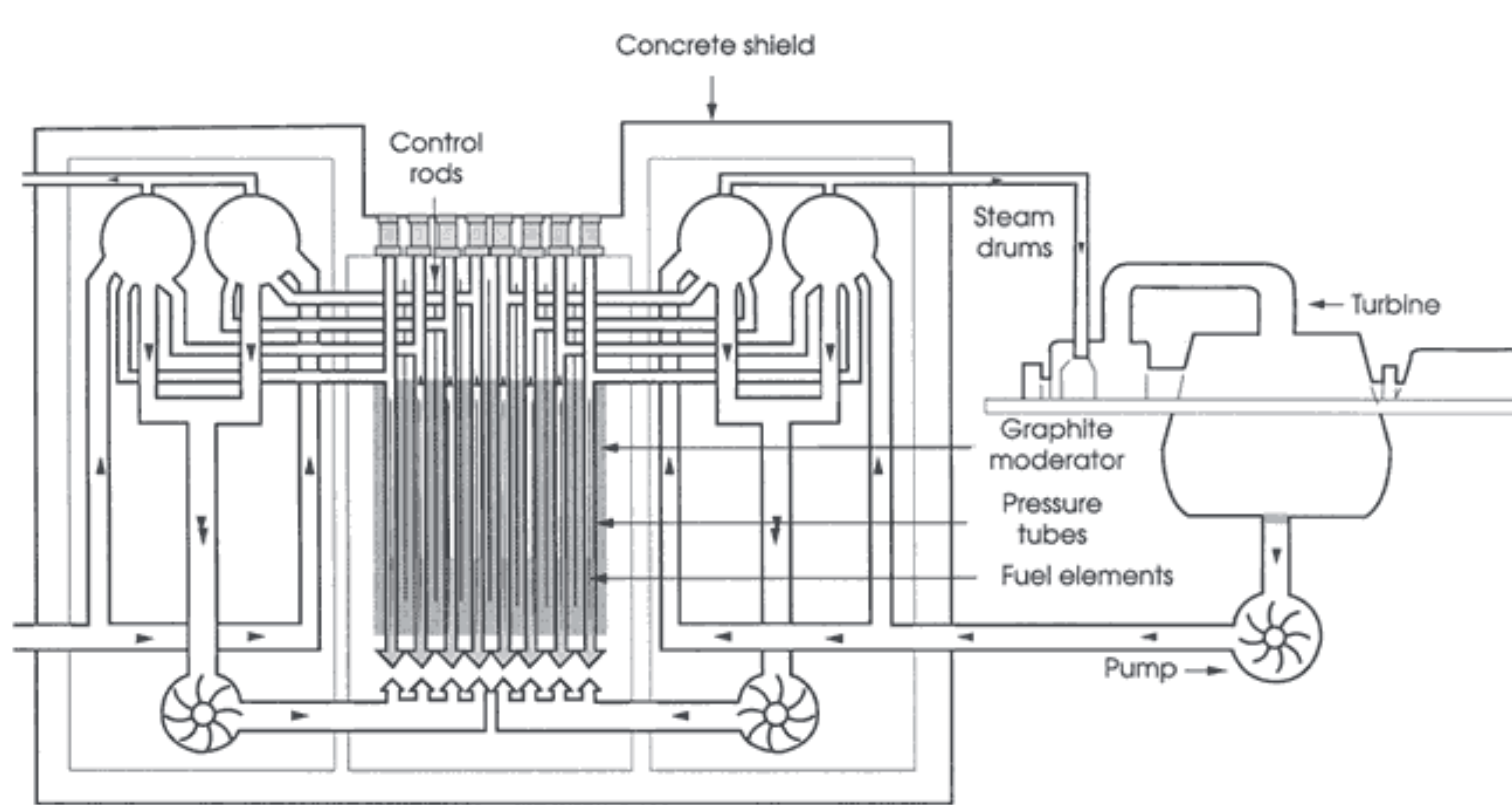 Concrete shield
Control
rods
Steam
drums
Turbine
Graphite
moderator
Pressure
tubes
Fuel elements
Pump